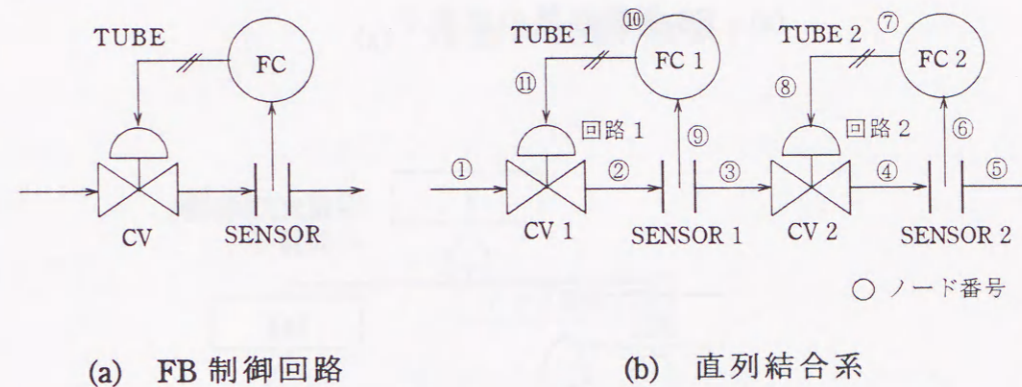 TUBE
FC
CV
SENSOR
(a) FB 制御回路
TUBE 1
⑩
FC 1
⑪
回路 1
⑨
①
②
③
CV 1
SENSOR 1
TUBE 2
⑦
FC 2
⑧
回路 2
⑥
④
⑤
CV 2
SENSOR 2
○ ノード番号
(b) 直列結合系